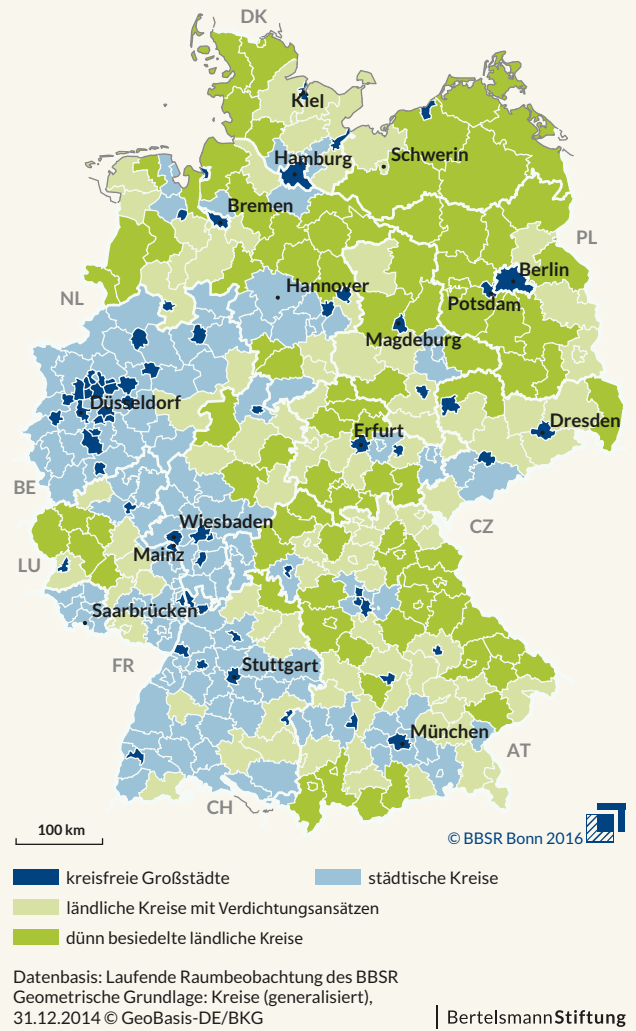 DK
Kiel
Hamburg
Schwerin
Bremen
PL
Berlin
Hannover
NL
Potsdam
Magdeburg
Düsseldorf
Dresden
Erfurt
BE
Wiesbaden
CZ
Mainz
LU
Saarbrücken
FR
Stuttgart
München
AT
CH
100 km
© BBSR Bonn 2016
kreisfreie Großstädte
städtische Kreise
ländliche Kreise mit Verdichtungsansätzen
dünn besiedelte ländliche Kreise
Datenbasis: Laufende Raumbeobachtung des BBSR
Geometrische Grundlage: Kreise (generalisiert),
31.12.2014 © GeoBasis-DE/BKG
BertelsmannStiftung